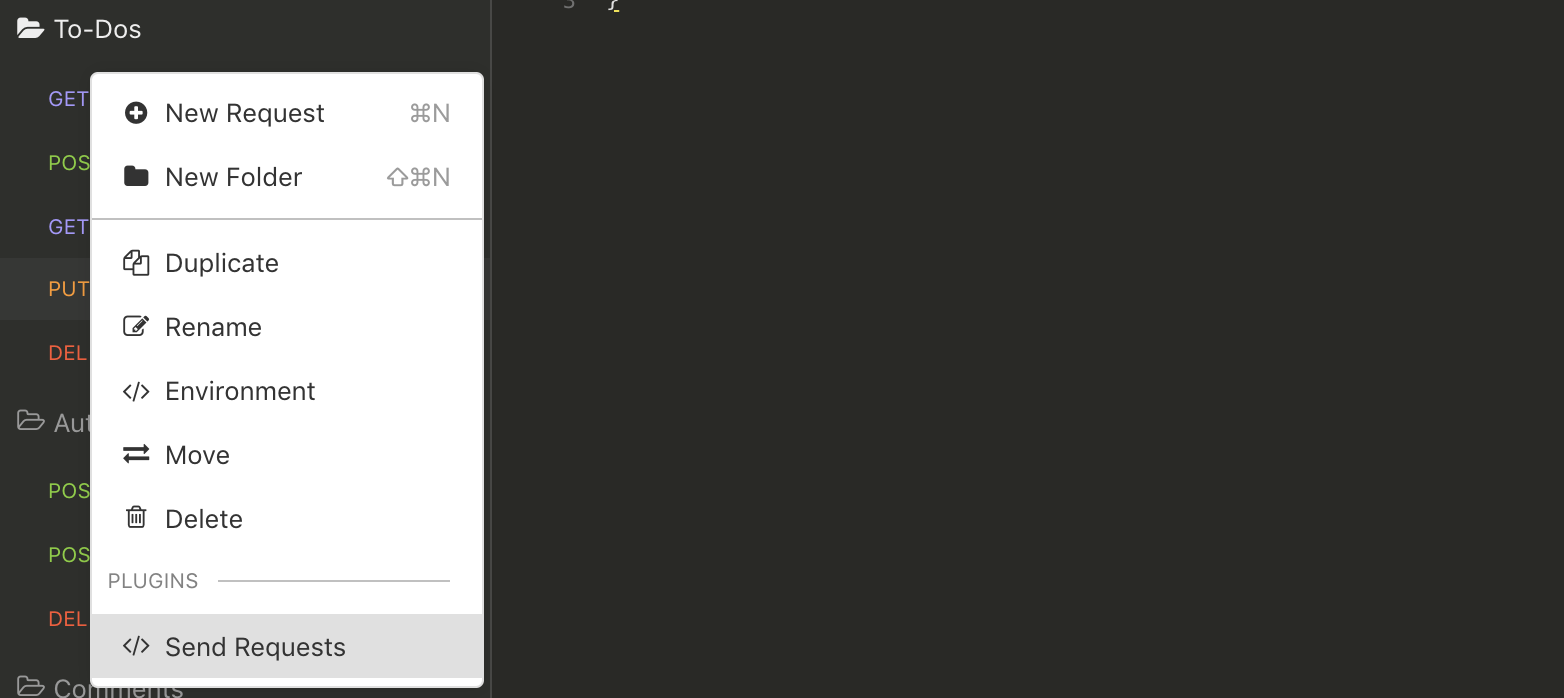 To-Dos
3 }
GET
New Request ⌘N
POS
New Folder ⇧⌘N
GET
Duplicate
PUT
Rename
DEL
Environment
Aut
Move
POS
Delete
POS
PLUGINS
DEL
Send Requests
Comments